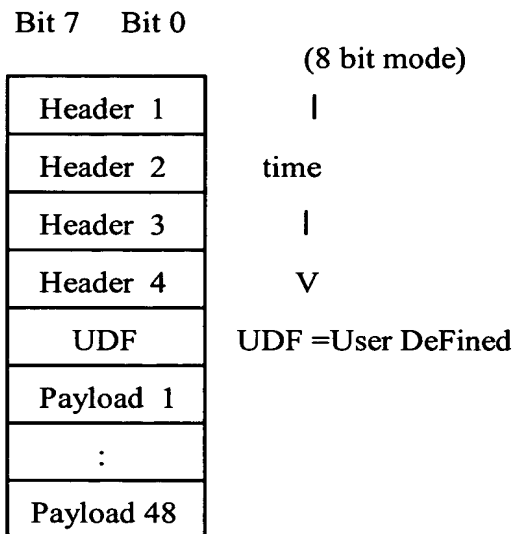 Bit 7 Bit 0
(8 bit mode)
Header 1 |
Header 2 time
Header 3 |
Header 4 V
UDF UDF =User DeFined
Payload 1
:
Payload 48